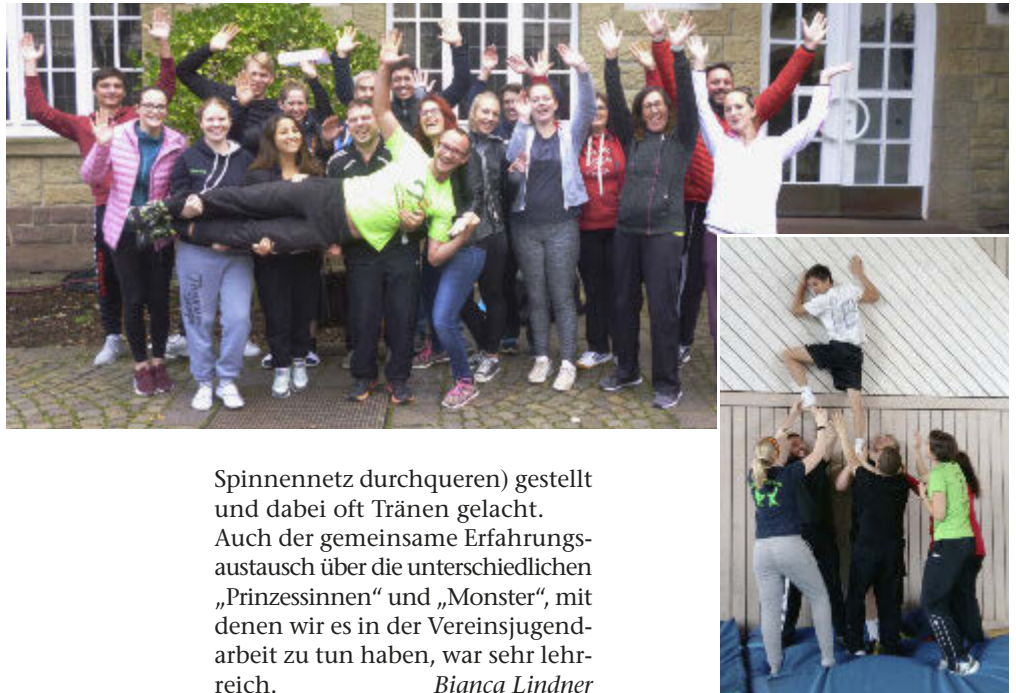 Spinnennetz durchqueren) gestellt
und dabei oft Tränen gelacht.
Auch der gemeinsame Erfahrungs-
austausch über die unterschiedlichen
„Prinzessinnen“ und „Monster“, mit
denen wir es in der Vereinsjugend-
arbeit zu tun haben, war sehr lehr-
reich. Bianca Lindner